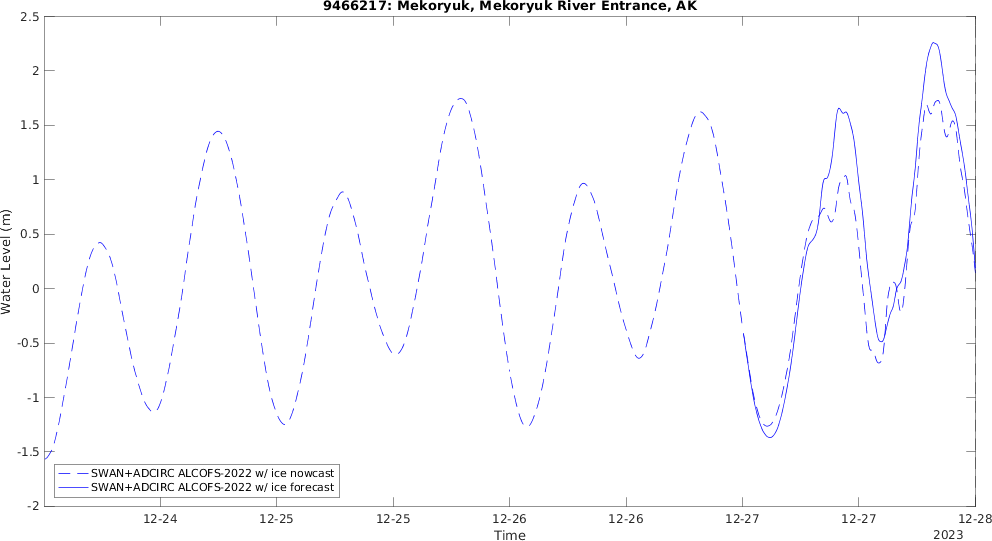 9466217: Mekoryuk, Mekoryuk River Entrance, AK
2.5
2
1.5
1
0.5
0
-0.5
-1
-1.5
-2
Water Level (m)
SWAN+ADCIRC ALCOFS-2022 w/ ice nowcast
SWAN+ADCIRC ALCOFS-2022 w/ ice forecast
12-24 12-25 12-25 12-26 12-26 12-27 12-27 12-28
Time
2023